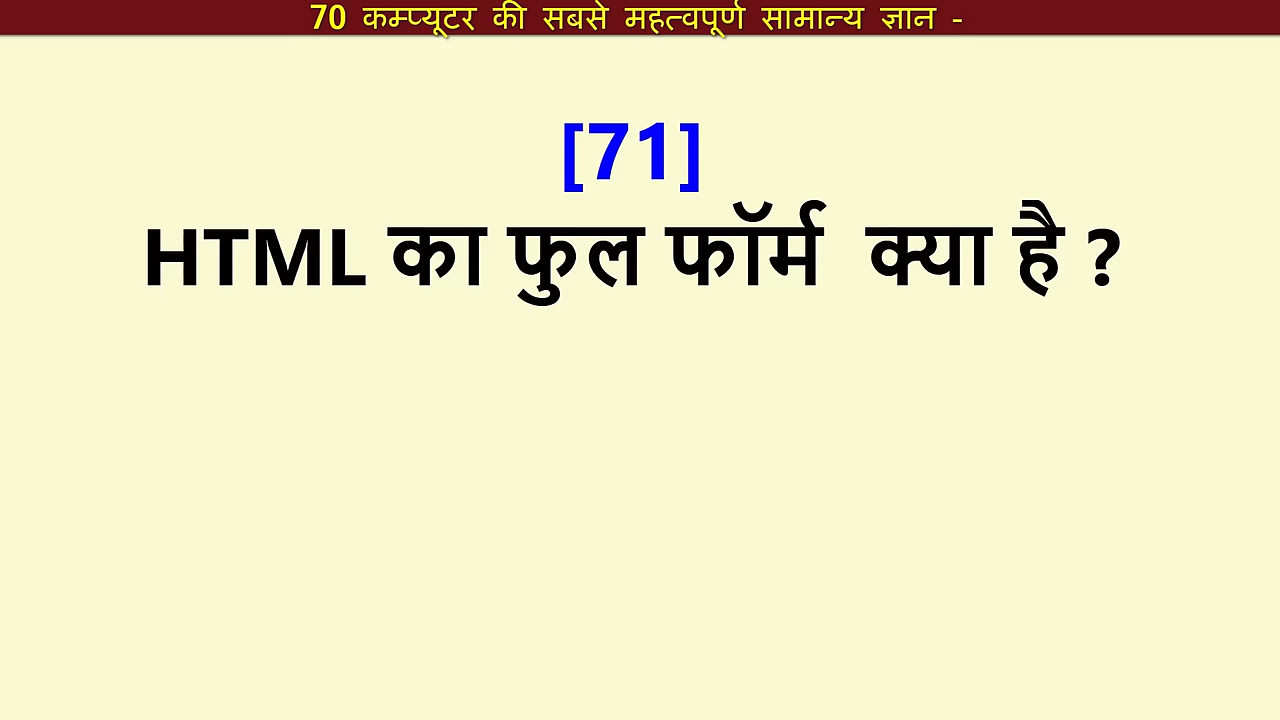 70 कम्प्यूटर की सबसे महत्वपूर्ण सामान्य ज्ञान -
[71]
HTML का फुल फॉर्म क्या है ?